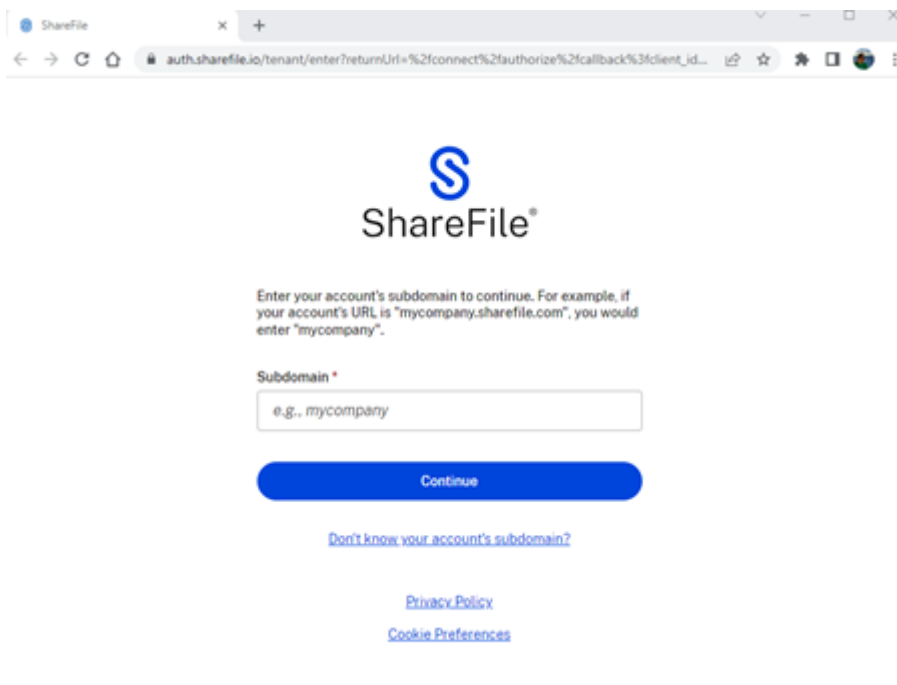 ShareFile
auth.sharefile.io/tenant/enter?returnUrl=%2fconnect%2fauthorize%2fcallback%3fclient_id...
ShareFile®
Enter your account's subdomain to continue. For example, if
your account's URL is "mycompany.sharefile.com", you would
enter "mycompany".
Subdomain *
e.g., mycompany
Continue
Don't know your account's subdomain?
Privacy Policy
Cookie Preferences